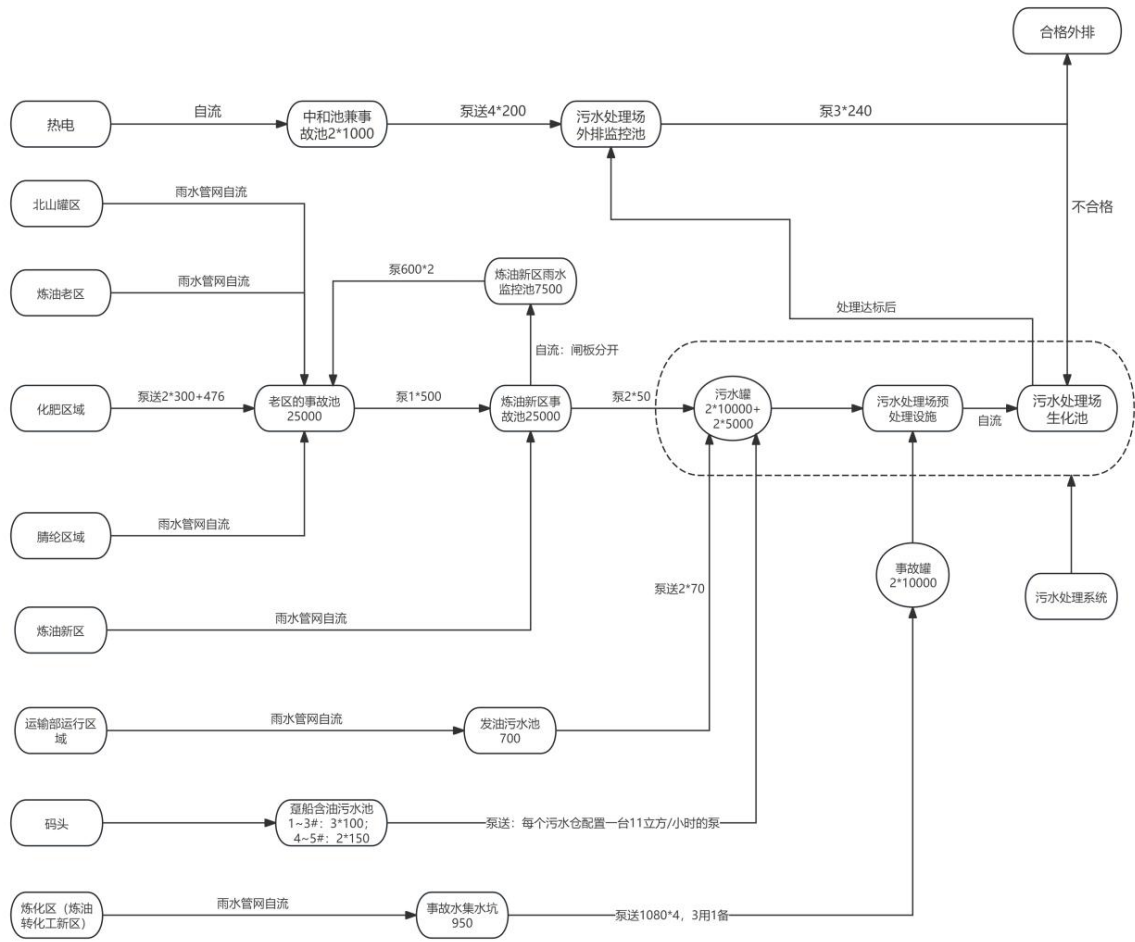 合格外排
热电
自流
中和池兼事
故池2*1000
泵送4*200
污水处理场
外排监控池
泵3*240
北山罐区
雨水管网自流
不合格
炼油老区
雨水管网自流
泵600*2
炼油新区雨水
监控池7500
处理达标后
自流：闸板分开
化肥区域
泵送2*300+476
老区的事故池
25000
泵1*500
炼油新区事
故池25000
泵2*50
污水罐
2*10000+
2*5000
污水处理场预
处理设施
自流
污水处理场
生化池
腈纶区域
雨水管网自流
事故罐
2*10000
泵送2*70
污水处理系统
炼油新区
雨水管网自流
运输部运行区
域
雨水管网自流
发油污水池
700
码头
趸船含油污水池
1~3#：3*100；
4~5#：2*150
泵送：每个污水仓配置一台11立方/小时的泵
炼化区（炼油
转化工新区）
雨水管网自流
事故水集水坑
950
泵送1080*4，3用1备